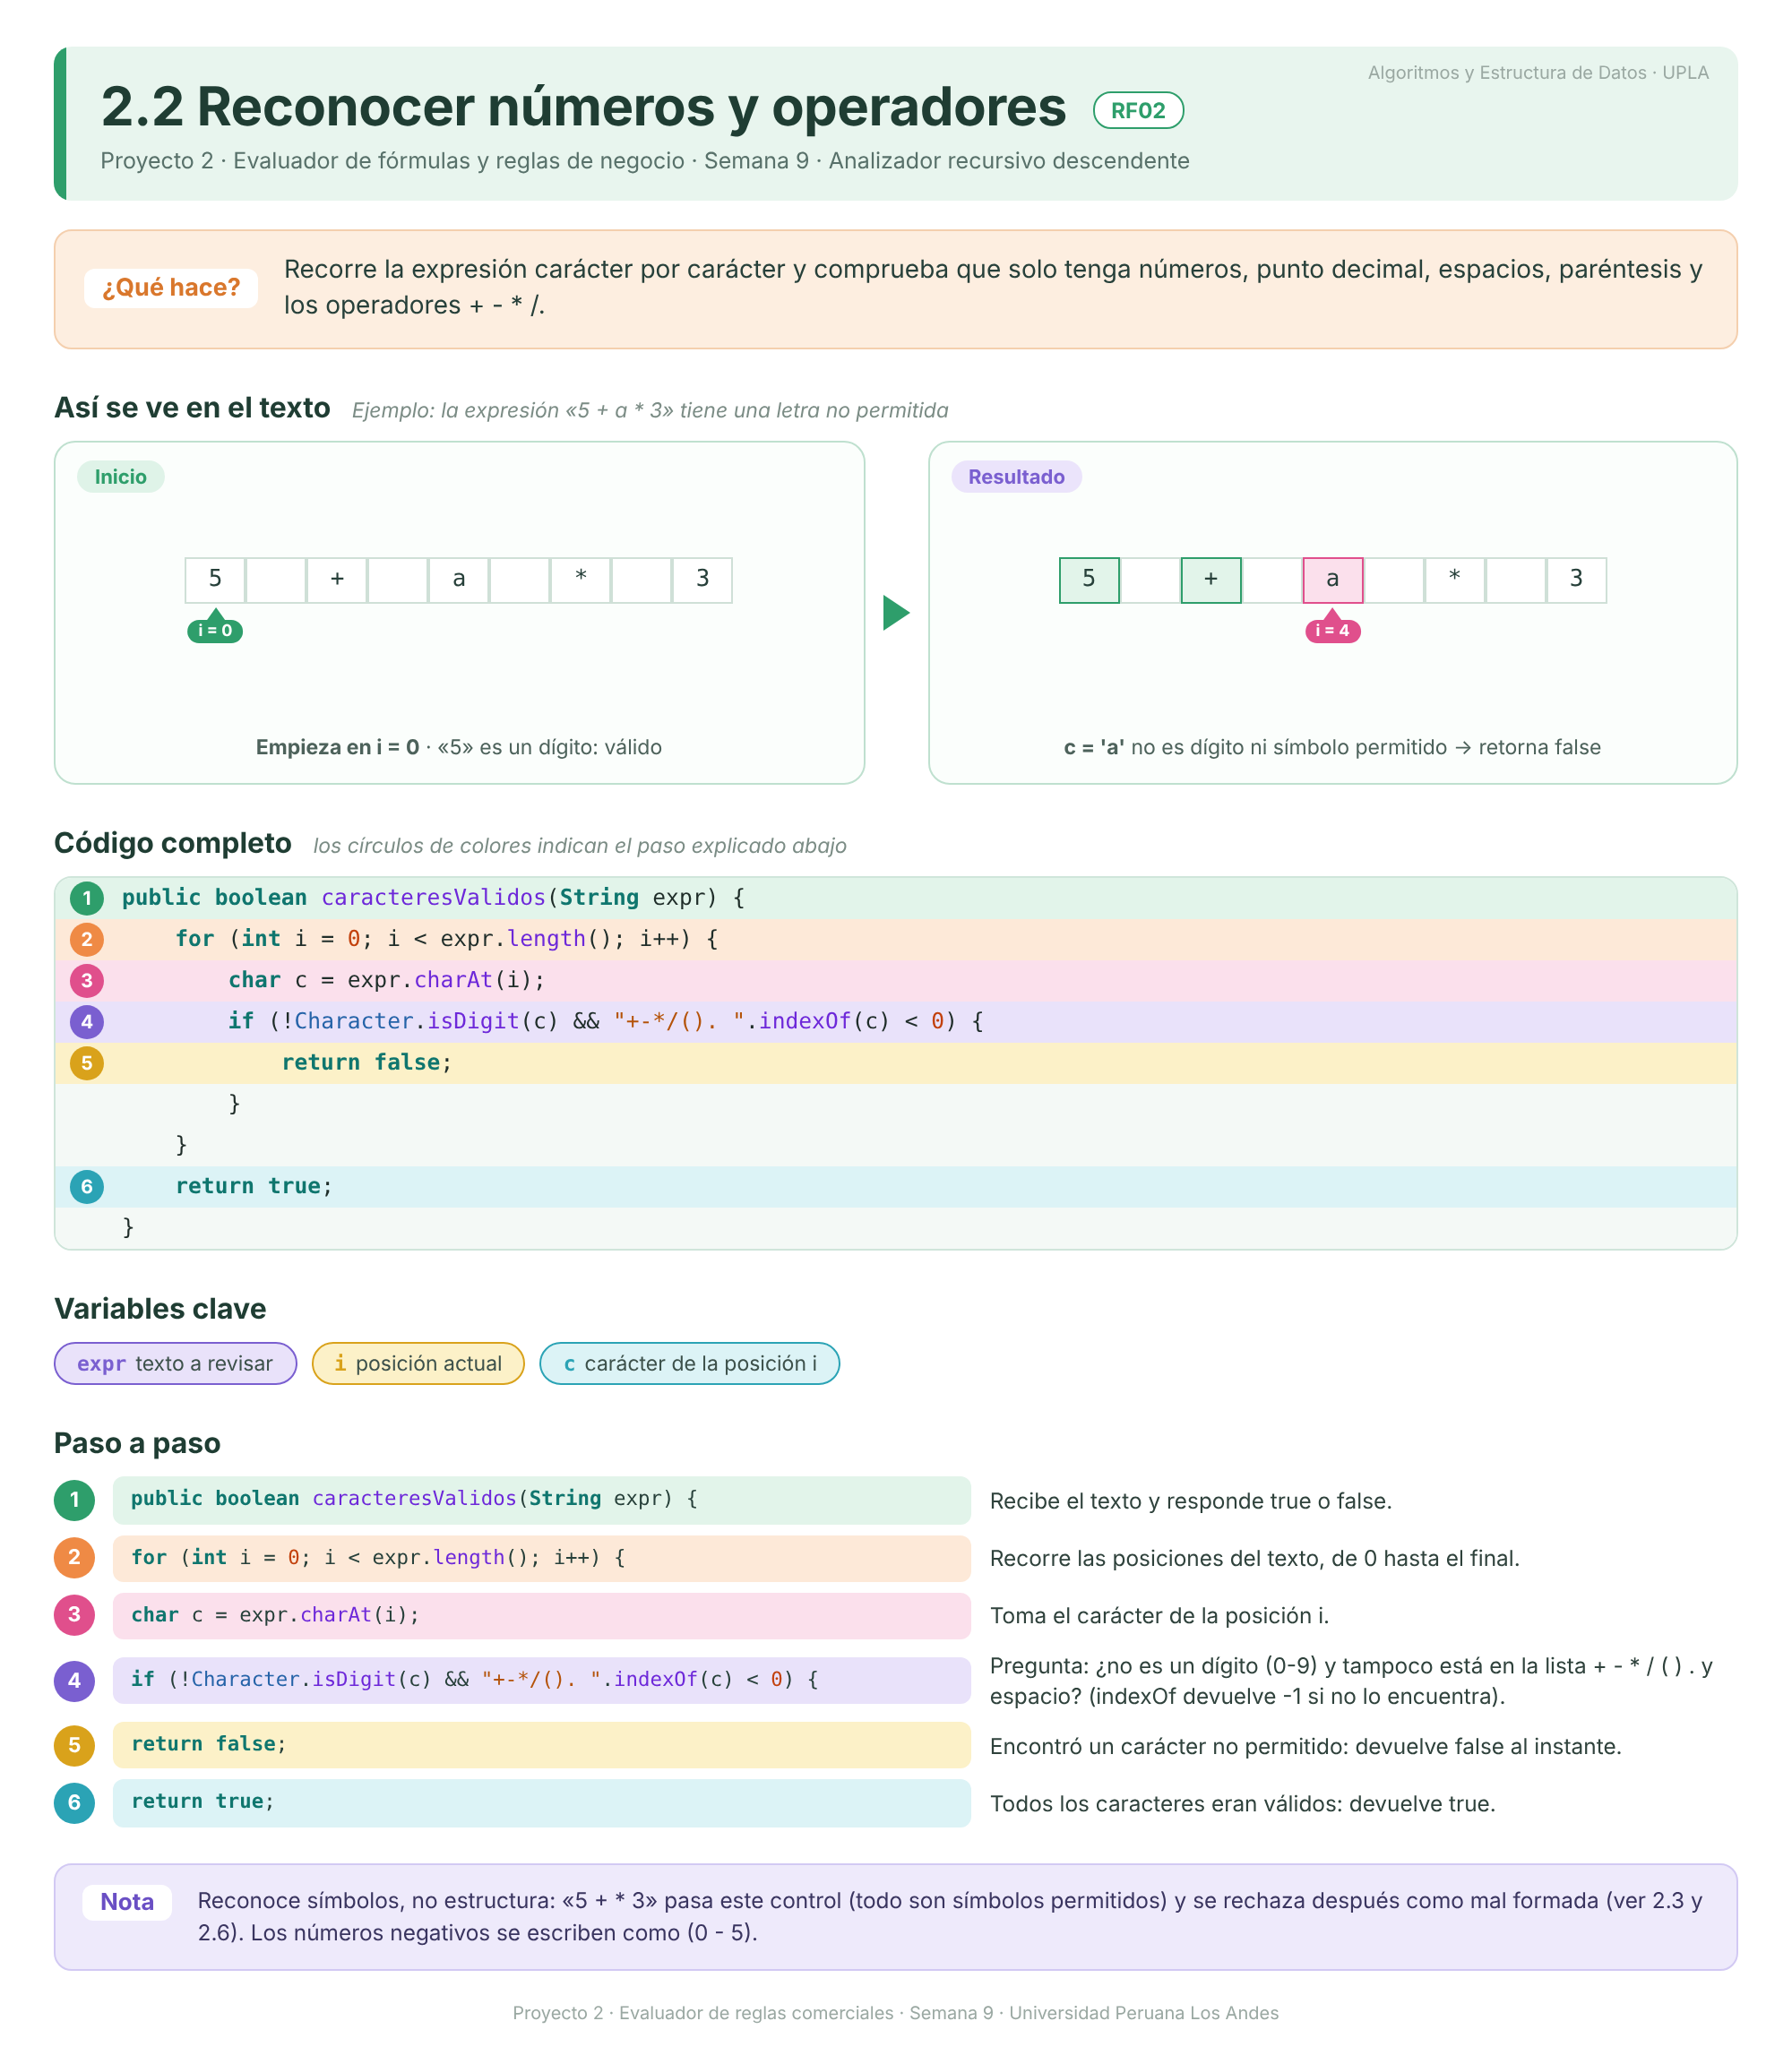 Algoritmos y Estructura de Datos · UPLA
2.2 Reconocer números y operadores RF02
Proyecto 2 · Evaluador de fórmulas y reglas de negocio · Semana 9 · Analizador recursivo descendente
¿Qué hace?
Recorre la expresión carácter por carácter y comprueba que solo tenga números, punto decimal, espacios, paréntesis y
los operadores + - * /.
Así se ve en el texto Ejemplo: la expresión «5 + a * 3» tiene una letra no permitida
Inicio
5 + a * 3
i = 0
Empieza en i = 0 · «5» es un dígito: válido
Resultado
5 + a * 3
i = 4
c = 'a' no es dígito ni símbolo permitido → retorna false
Código completo los círculos de colores indican el paso explicado abajo
1 public boolean caracteresValidos(String expr) {
2 for (int i = 0; i < expr.length(); i++) {
3 char c = expr.charAt(i);
4 if (!Character.isDigit(c) && "+-*/(). ".indexOf(c) < 0) {
5 return false;
}
}
6 return true;
}
Variables clave
expr texto a revisar i posición actual c carácter de la posición i
Paso a paso
1 public boolean caracteresValidos(String expr) { Recibe el texto y responde true o false.
2 for (int i = 0; i < expr.length(); i++) { Recorre las posiciones del texto, de 0 hasta el final.
3 char c = expr.charAt(i); Toma el carácter de la posición i.
4 if (!Character.isDigit(c) && "+-*/(). ".indexOf(c) < 0) { Pregunta: ¿no es un dígito (0-9) y tampoco está en la lista + - * / ( ) . y
espacio? (indexOf devuelve -1 si no lo encuentra).
5 return false; Encontró un carácter no permitido: devuelve false al instante.
6 return true; Todos los caracteres eran válidos: devuelve true.
Nota
Reconoce símbolos, no estructura: «5 + * 3» pasa este control (todo son símbolos permitidos) y se rechaza después como mal formada (ver 2.3 y
2.6). Los números negativos se escriben como (0 - 5).
Proyecto 2 · Evaluador de reglas comerciales · Semana 9 · Universidad Peruana Los Andes